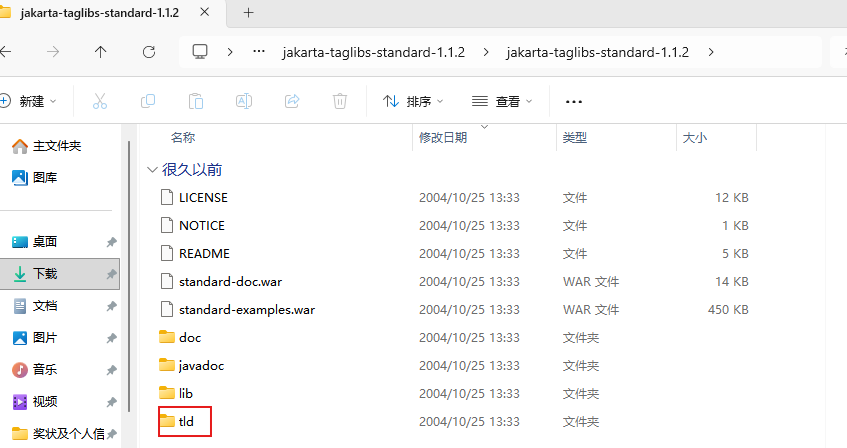 jakarta-taglibs-standard-1.1.2
jakarta-taglibs-standard-1.1.2 jakarta-taglibs-standard-1.1.2
新建 排序 查看
名称 修改日期 类型 大小
主文件夹
图库
桌面
下载
文档
图片
音乐
视频
奖状及个人信
很久以前
LICENSE 2004/10/25 13:33 文件 12 KB
NOTICE 2004/10/25 13:33 文件 1 KB
README 2004/10/25 13:33 文件 5 KB
standard-doc.war 2004/10/25 13:33 WAR 文件 14 KB
standard-examples.war 2004/10/25 13:33 WAR 文件 450 KB
doc 2004/10/25 13:33 文件夹
javadoc 2004/10/25 13:33 文件夹
lib 2004/10/25 13:33 文件夹
tld 2004/10/25 13:33 文件夹